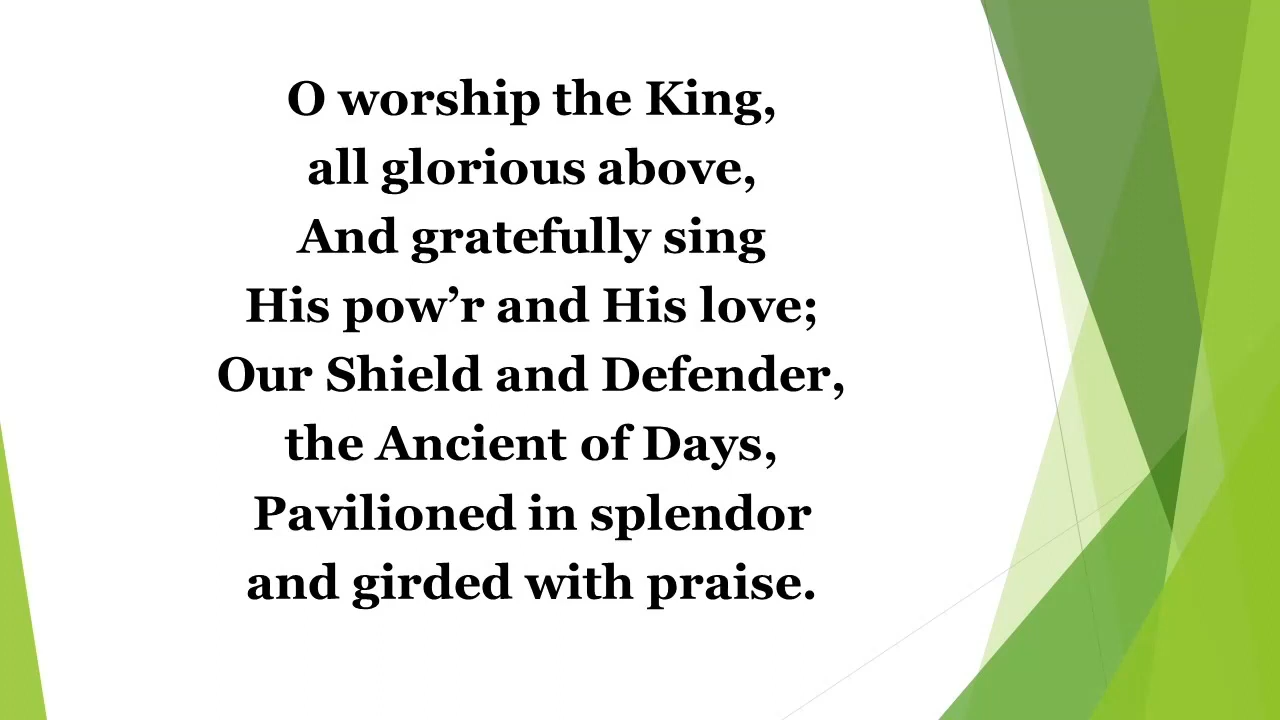 O worship the King,
all glorious above,
And gratefully sing
His pow’r and His love;
Our Shield and Defender,
the Ancient of Days,
Pavilioned in splendor
and girded with praise.